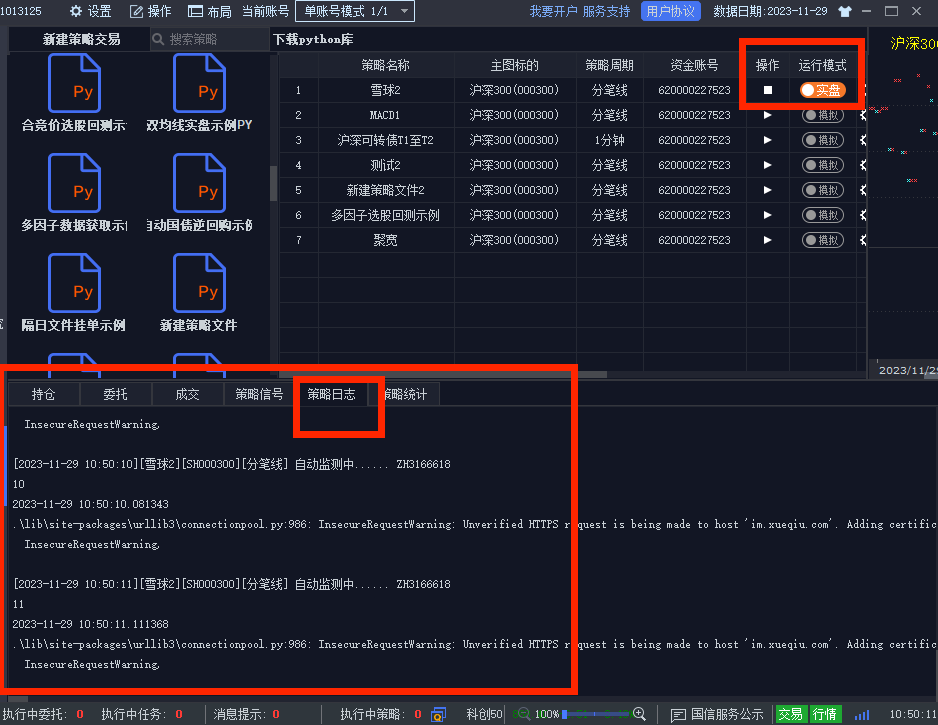 1013125 设置 操作 布局 当前账号 单账号模式 1/1 我要开户 服务支持 用户协议 数据日期:2023-11-29
新建策略交易 搜索策略 下载python库
沪深300
策略名称 主图标的 策略周期 资金账号 操作 运行模式
1 雪球2 沪深300(000300) 分笔线 620000227523 实盘
2 MACD1 沪深300(000300) 分笔线 620000227523 模拟
3 沪深可转债T1至T2 沪深300(000300) 1分钟 620000227523 模拟
4 测试2 沪深300(000300) 分笔线 620000227523 模拟
5 新建策略文件2 沪深300(000300) 分笔线 620000227523 模拟
6 多因子选股回测示例 沪深300(000300) 分笔线 620000227523 模拟
7 聚宽 沪深300(000300) 分笔线 620000227523 模拟
Py Py
合竞价选股回测示 双均线实盘示例PY
Py Py
多因子数据获取示 自动国债逆回购示例
Py Py
隔日文件挂单示例 新建策略文件
2023/11/29
持仓 委托 成交 策略信号 策略日志 策略统计
InsecureRequestWarning,
[2023-11-29 10:50:10][雪球2][SH000300][分笔线] 自动监测中...... ZH3166618
10
2023-11-29 10:50:10.081343
.\lib\site-packages\urllib3\connectionpool.py:986: InsecureRequestWarning: Unverified HTTPS request is being made to host 'im.xueqiu.com'. Adding certific
InsecureRequestWarning,
[2023-11-29 10:50:11][雪球2][SH000300][分笔线] 自动监测中...... ZH3166618
11
2023-11-29 10:50:11.111368
.\lib\site-packages\urllib3\connectionpool.py:986: InsecureRequestWarning: Unverified HTTPS request is being made to host 'im.xueqiu.com'. Adding certific
InsecureRequestWarning,
执行中委托: 0 执行中任务: 0 消息提示: 0 执行中策略: 0 科创50 100% 国信服务公示 交易 行情 10:50:11